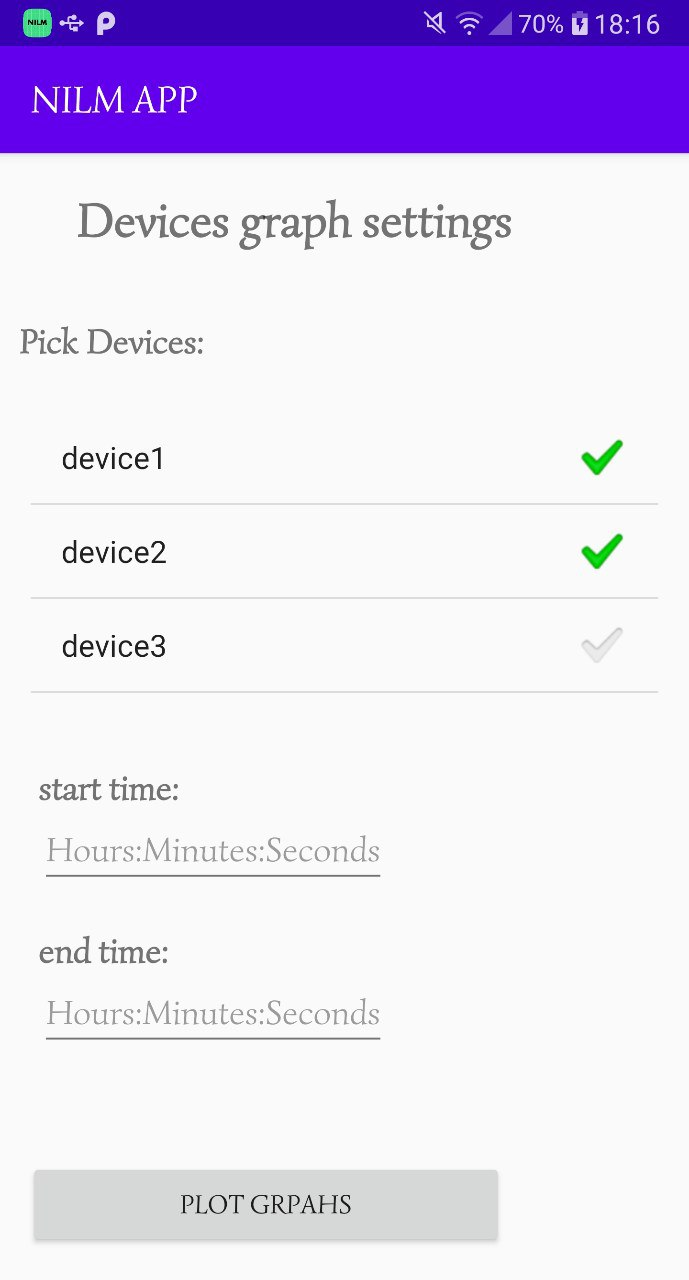 NILM 70% 18:16
NILM APP
Devices graph settings
Pick Devices:
device1
device2
device3
start time:
Hours:Minutes:Seconds
end time:
Hours:Minutes:Seconds
PLOT GRPAHS